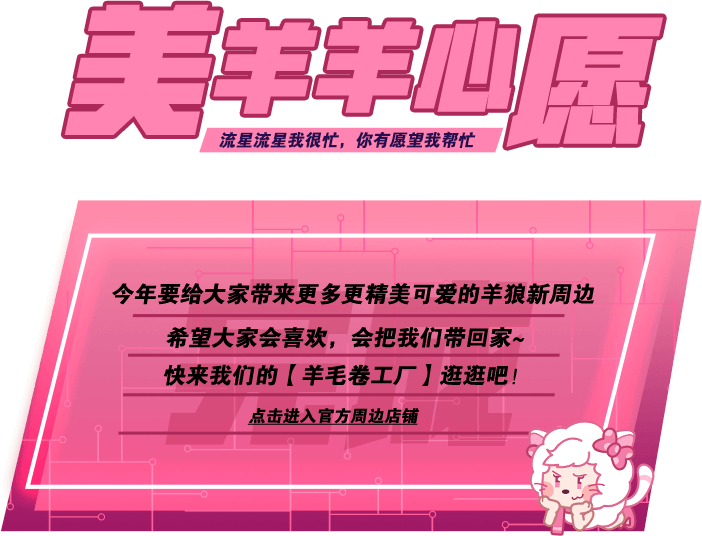 美羊羊心愿
流星流星我很忙，你有愿望我帮忙
今年要给大家带来更多更精美可爱的羊狼新周边
希望大家会喜欢，会把我们带回家~
快来我们的【羊毛卷工厂】逛逛吧！
点击进入官方周边店铺